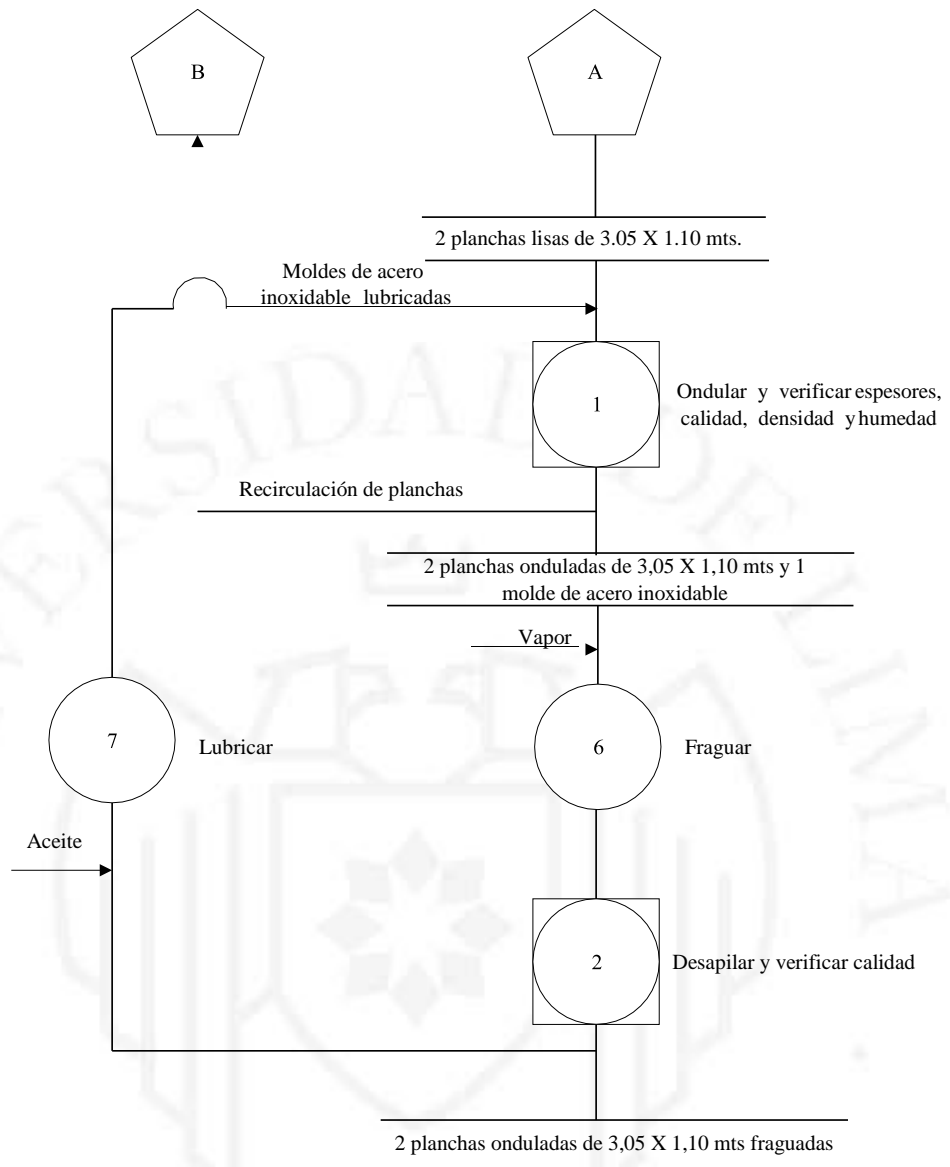 B
A
2 planchas lisas de 3.05 X 1.10 mts.
Moldes de acero
inoxidable lubricadas
1
Ondular y verificar espesores,
calidad, densidad y humedad
Recirculación de planchas
2 planchas onduladas de 3,05 X 1,10 mts y 1
molde de acero inoxidable
Vapor
7
Lubricar
6
Fraguar
Aceite
2
Desapilar y verificar calidad
2 planchas onduladas de 3,05 X 1,10 mts fraguadas
UNIVERSIDAD DE LIMA